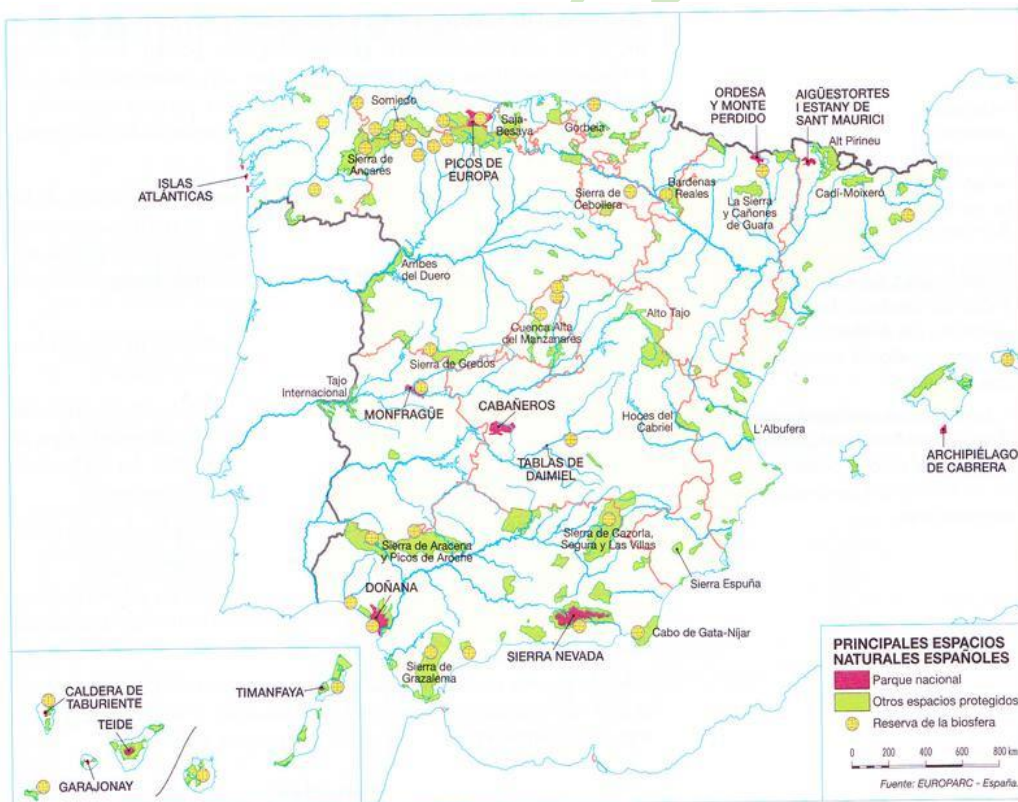 ORDESA
Y MONTE
PERDIDO
AIGÜESTORTES
I ESTANY DE
SANT MAURICI
Alt Pirineu
Somiedo
Saja-
Besaya
Gorbeia
Sierra de
Ancares
PICOS DE
EUROPA
ISLAS
ATLÁNTICAS
Sierra de
Cebollera
Bardenas
Reales
La Sierra
y Cañones
de Guara
Cadí-Moixeró
Arribes
del Duero
Cuenca Alta
del Manzanares
Alto Tajo
Sierra de Gredos
Tajo
Internacional
MONFRAGÜE
CABAÑEROS
Hoces del
Cabriel
L'Albufera
TABLAS DE
DAIMIEL
ARCHIPIÉLAGO
DE CABRERA
Sierra de Aracena
y Picos de Aroche
Sierra de Cazorla,
Segura y Las Villas
Sierra Espuña
DOÑANA
SIERRA NEVADA
Cabo de Gata-Níjar
Sierra de
Grazalema
CALDERA DE
TABURIENTE
TEIDE
GARAJONAY
TIMANFAYA
PRINCIPALES ESPACIOS
NATURALES ESPAÑOLES
Parque nacional
Otros espacios protegidos
Reserva de la biosfera
0 200 400 600 800 km
Fuente: EUROPARC - España.